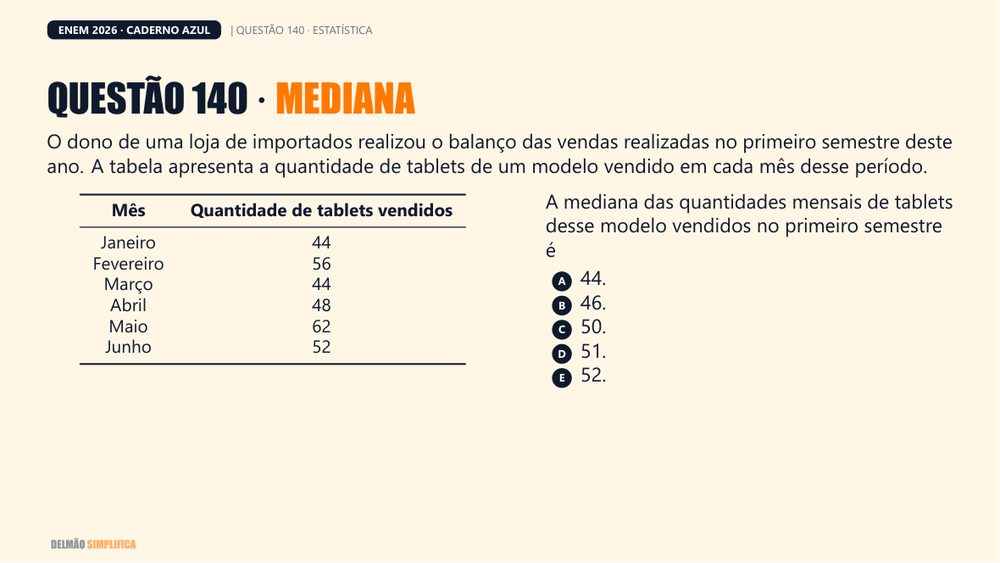 ENEM 2026 · CADERNO AZUL | QUESTÃO 140 · ESTATÍSTICA
QUESTÃO 140 · MEDIANA
O dono de uma loja de importados realizou o balanço das vendas realizadas no primeiro semestre deste
ano. A tabela apresenta a quantidade de tablets de um modelo vendido em cada mês desse período.
Mês Quantidade de tablets vendidos
Janeiro 44
Fevereiro 56
Março 44
Abril 48
Maio 62
Junho 52
A mediana das quantidades mensais de tablets
desse modelo vendidos no primeiro semestre
é
A 44.
B 46.
C 50.
D 51.
E 52.
DELMÃO SIMPLIFICA